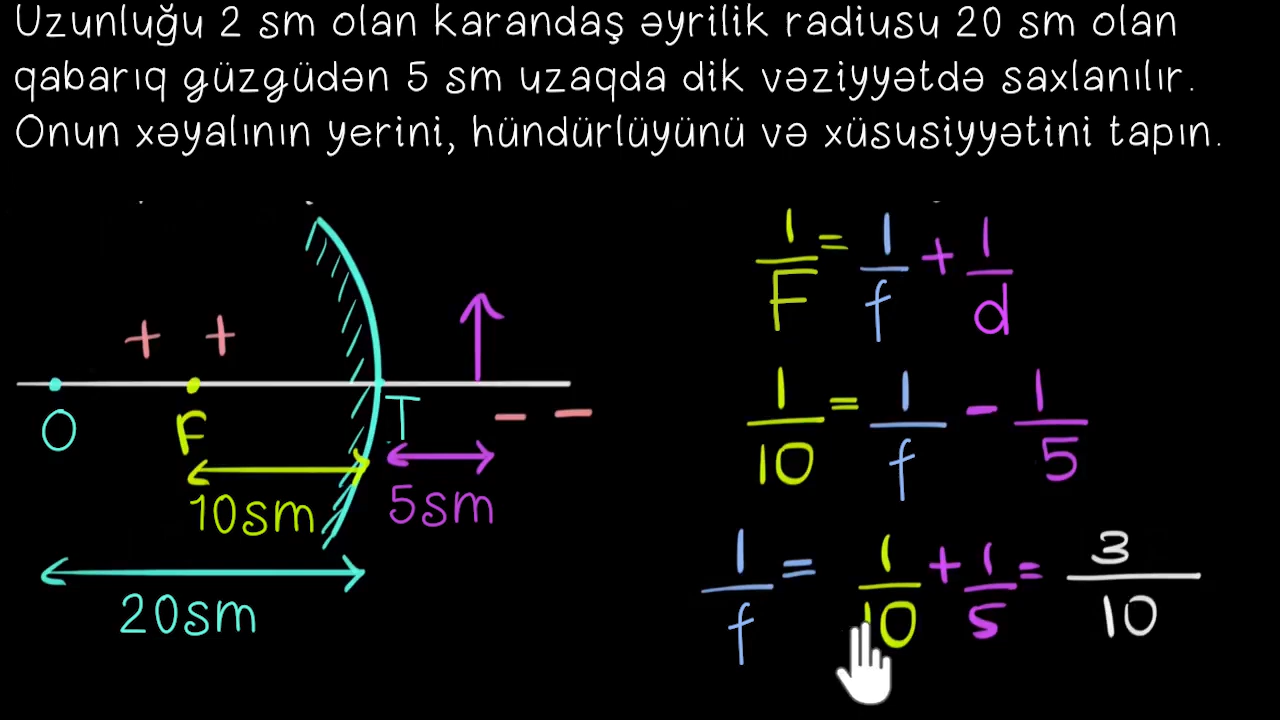 Uzunluğu 2 sm olan karandaş əyrilik radiusu 20 sm olan
qabarıq güzgüdən 5 sm uzaqda dik vəziyyətdə saxlanılır.
Onun xəyalının yerini, hündürlüyünü və xüsusiyyətini tapın.
+ +
O F T - -
10sm 5sm
20sm
1/F = 1/f + 1/d
1/10 = 1/f - 1/5
1/f = 1/10 + 1/5 = 3/10